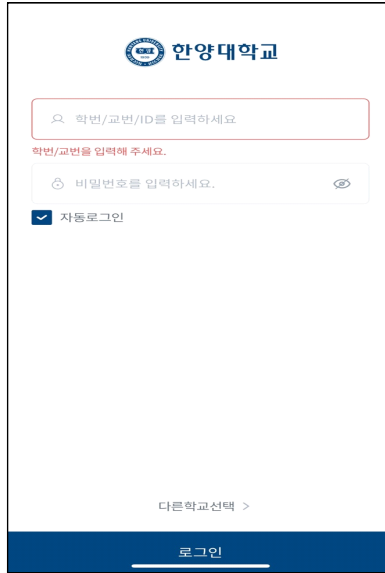 한양대학교
학번/교번/ID를 입력하세요
학번/교번을 입력해 주세요.
비밀번호를 입력하세요.
자동로그인
다른학교선택 >
로그인